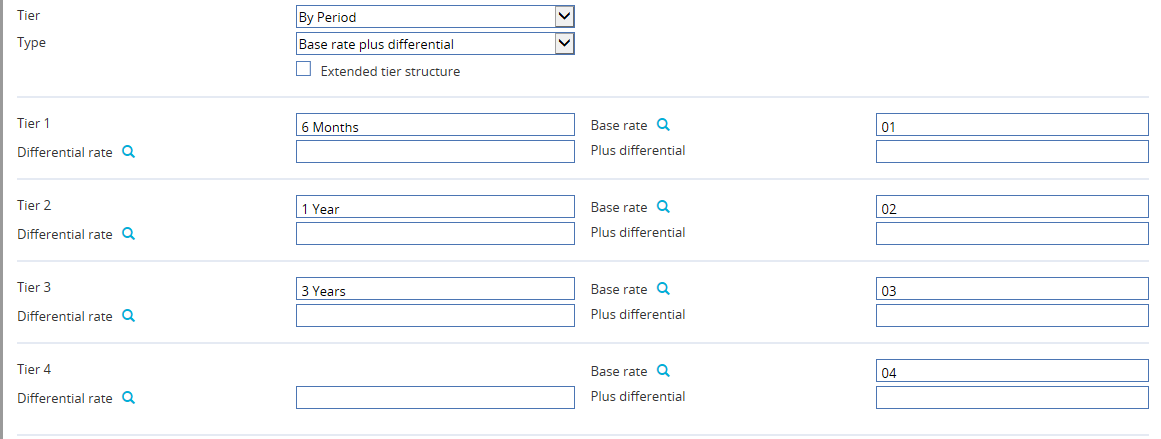 Tier By Period
Type Base rate plus differential
Extended tier structure
Tier 1 6 Months Base rate 01
Differential rate Plus differential
Tier 2 1 Year Base rate 02
Differential rate Plus differential
Tier 3 3 Years Base rate 03
Differential rate Plus differential
Tier 4 Base rate 04
Differential rate Plus differential